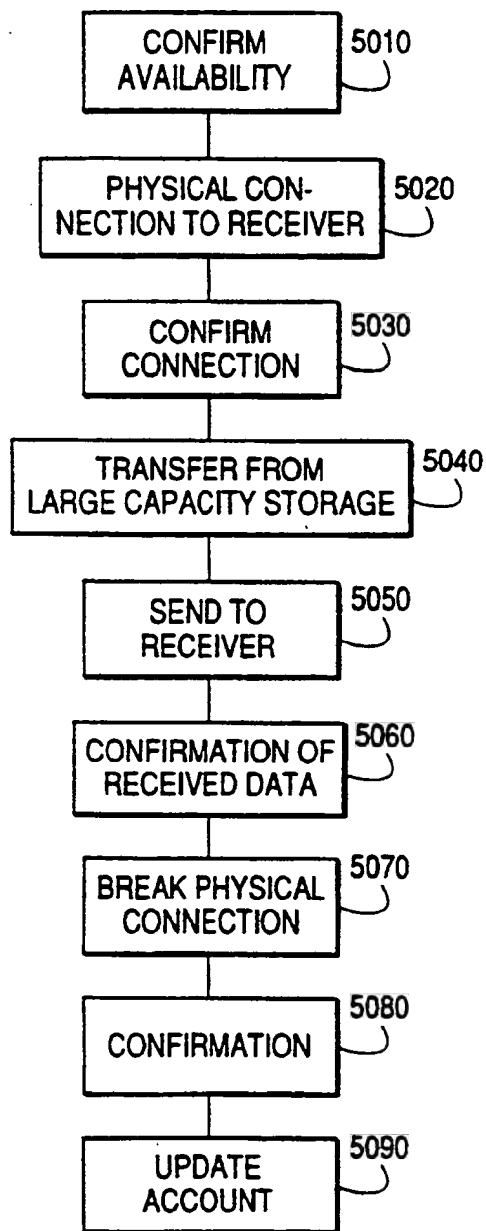 CONFIRM
AVAILABILITY
5010
PHYSICAL CON-
NECTION TO RECEIVER
5020
CONFIRM
CONNECTION
5030
TRANSFER FROM
LARGE CAPACITY STORAGE
5040
SEND TO
RECEIVER
5050
CONFIRMATION OF
RECEIVED DATA
5060
BREAK PHYSICAL
CONNECTION
5070
CONFIRMATION
5080
UPDATE
ACCOUNT
5090